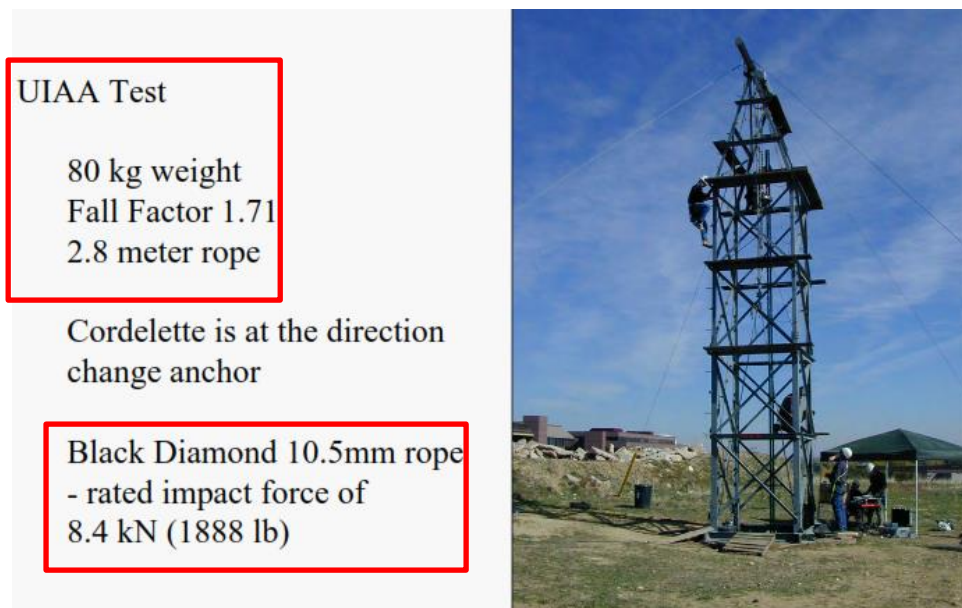 UIAA Test
80 kg weight
Fall Factor 1.71
2.8 meter rope
Cordelette is at the direction
change anchor
Black Diamond 10.5mm rope
- rated impact force of
8.4 kN (1888 lb)